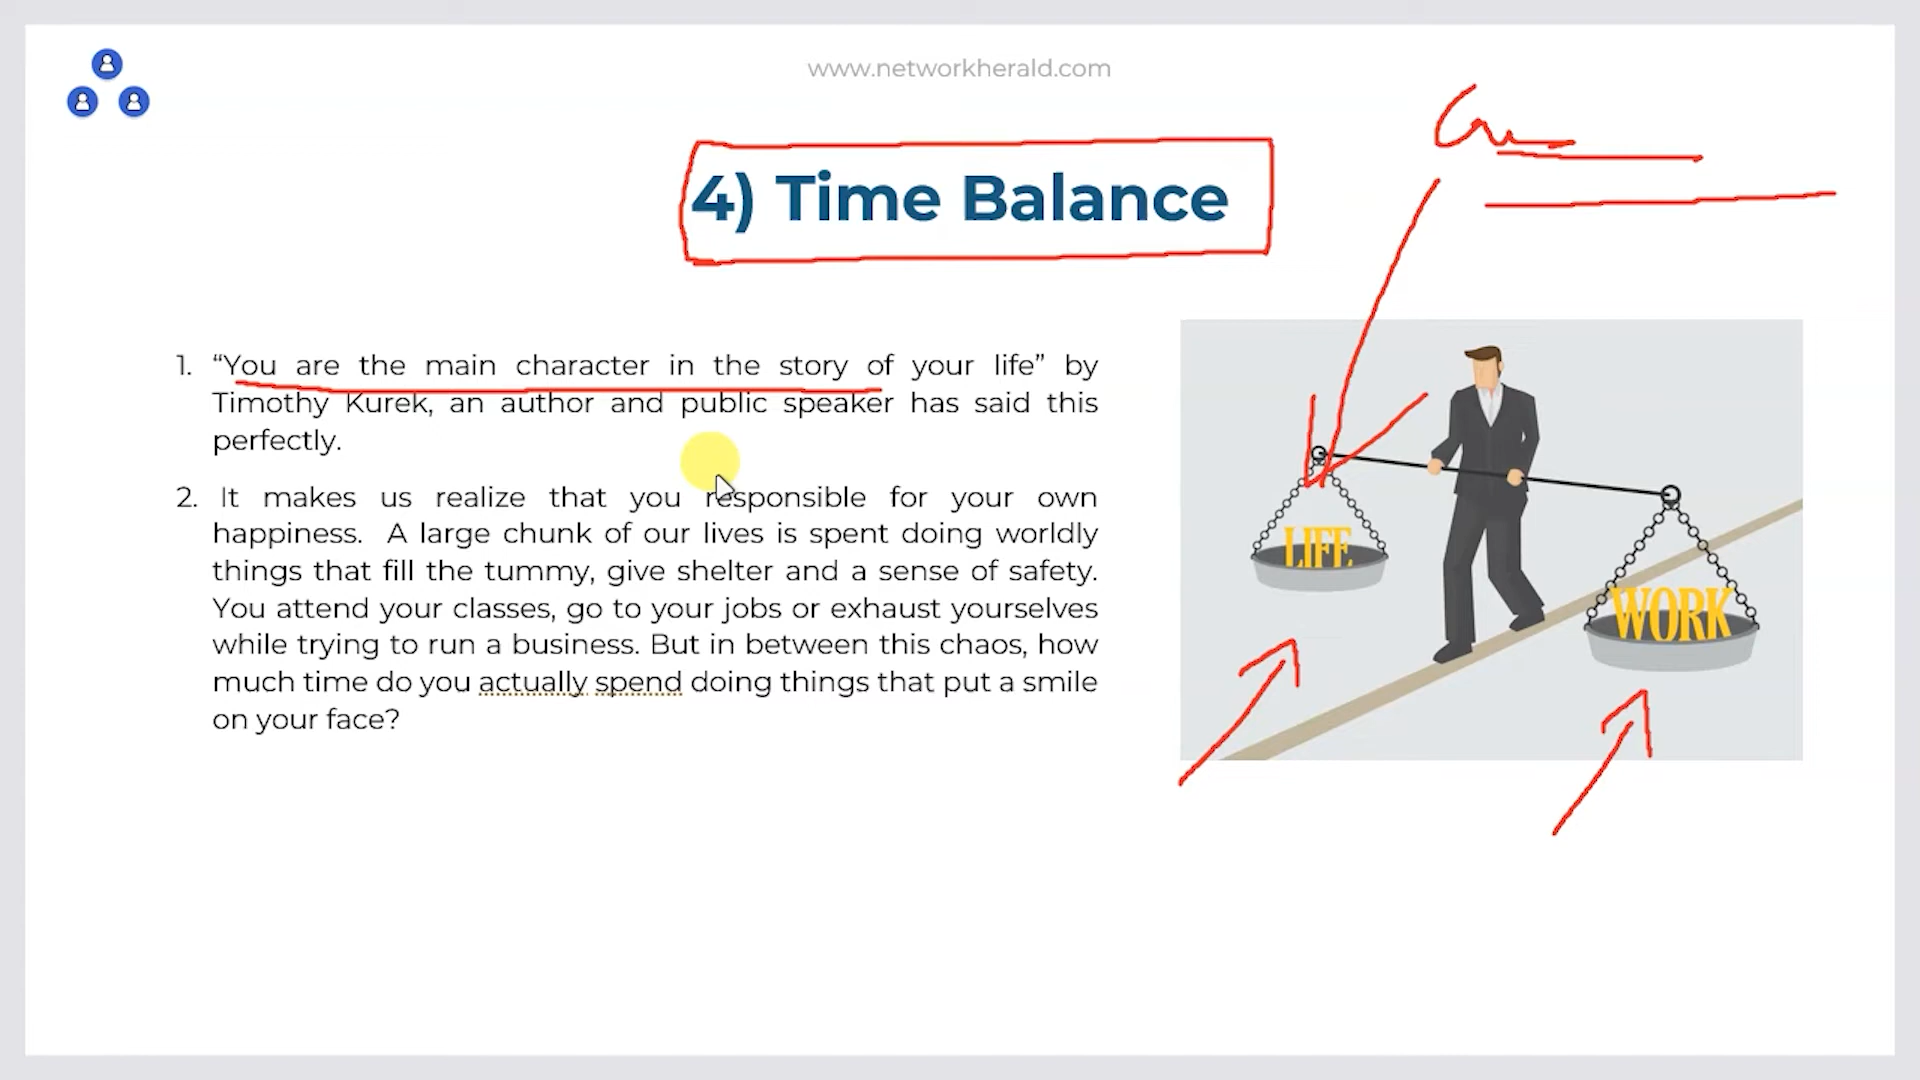 www.networkherald.com
4) Time Balance
1. “You are the main character in the story of your life” by
Timothy Kurek, an author and public speaker has said this
perfectly.
2. It makes us realize that you responsible for your own
happiness. A large chunk of our lives is spent doing worldly
things that fill the tummy, give shelter and a sense of safety.
You attend your classes, go to your jobs or exhaust yourselves
while trying to run a business. But in between this chaos, how
much time do you actually spend doing things that put a smile
on your face?
LIFE
WORK